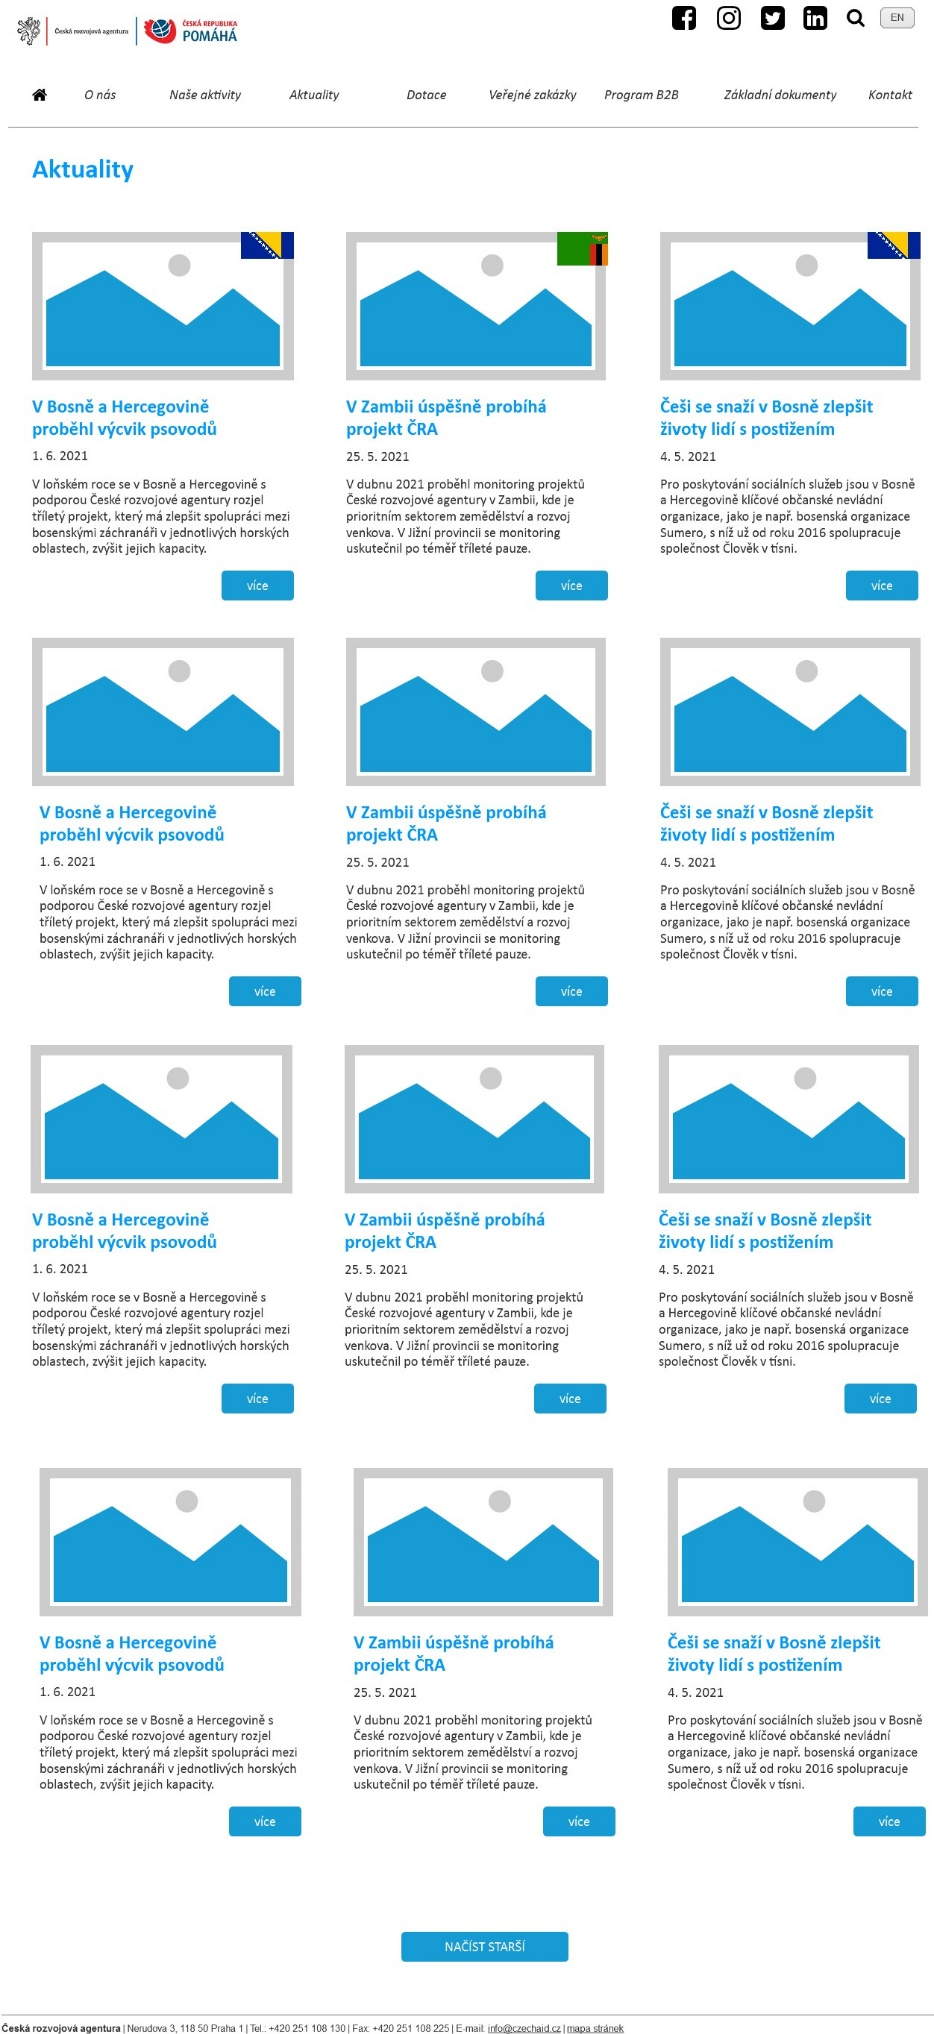 Česká rozvojová agentura
ČESKÁ REPUBLIKA
POMÁHÁ
EN
O nás
Naše aktivity
Aktuality
Dotace
Veřejné zakázky
Program B2B
Základní dokumenty
Kontakt
Aktuality
V Bosně a Hercegovině
proběhl výcvik psovodů
1. 6. 2021
V loňském roce se v Bosně a Hercegovině s
podporou České rozvojové agentury rozjel
tříletý projekt, který má zlepšit spolupráci mezi
bosenskými záchranáři v jednotlivých horských
oblastech, zvýšit jejich kapacity.
více
V Zambii úspěšně probíhá
projekt ČRA
25. 5. 2021
V dubnu 2021 proběhl monitoring projektů
České rozvojové agentury v Zambii, kde je
prioritním sektorem zemědělství a rozvoj
venkova. V Jižní provincii se monitoring
uskutečnil po téměř tříleté pauze.
více
Češi se snaží v Bosně zlepšit
životy lidí s postižením
4. 5. 2021
Pro poskytování sociálních služeb jsou v Bosně
a Hercegovině klíčové občanské nevládní
organizace, jako je např. bosenská organizace
Sumero, s níž už od roku 2016 spolupracuje
společnost Člověk v tísni.
více
V Bosně a Hercegovině
proběhl výcvik psovodů
1. 6. 2021
V loňském roce se v Bosně a Hercegovině s
podporou České rozvojové agentury rozjel
tříletý projekt, který má zlepšit spolupráci mezi
bosenskými záchranáři v jednotlivých horských
oblastech, zvýšit jejich kapacity.
více
V Zambii úspěšně probíhá
projekt ČRA
25. 5. 2021
V dubnu 2021 proběhl monitoring projektů
České rozvojové agentury v Zambii, kde je
prioritním sektorem zemědělství a rozvoj
venkova. V Jižní provincii se monitoring
uskutečnil po téměř tříleté pauze.
více
Češi se snaží v Bosně zlepšit
životy lidí s postižením
4. 5. 2021
Pro poskytování sociálních služeb jsou v Bosně
a Hercegovině klíčové občanské nevládní
organizace, jako je např. bosenská organizace
Sumero, s níž už od roku 2016 spolupracuje
společnost Člověk v tísni.
více
V Bosně a Hercegovině
proběhl výcvik psovodů
1. 6. 2021
V loňském roce se v Bosně a Hercegovině s
podporou České rozvojové agentury rozjel
tříletý projekt, který má zlepšit spolupráci mezi
bosenskými záchranáři v jednotlivých horských
oblastech, zvýšit jejich kapacity.
více
V Zambii úspěšně probíhá
projekt ČRA
25. 5. 2021
V dubnu 2021 proběhl monitoring projektů
České rozvojové agentury v Zambii, kde je
prioritním sektorem zemědělství a rozvoj
venkova. V Jižní provincii se monitoring
uskutečnil po téměř tříleté pauze.
více
Češi se snaží v Bosně zlepšit
životy lidí s postižením
4. 5. 2021
Pro poskytování sociálních služeb jsou v Bosně
a Hercegovině klíčové občanské nevládní
organizace, jako je např. bosenská organizace
Sumero, s níž už od roku 2016 spolupracuje
společnost Člověk v tísni.
více
V Bosně a Hercegovině
proběhl výcvik psovodů
1. 6. 2021
V loňském roce se v Bosně a Hercegovině s
podporou České rozvojové agentury rozjel
tříletý projekt, který má zlepšit spolupráci mezi
bosenskými záchranáři v jednotlivých horských
oblastech, zvýšit jejich kapacity.
více
V Zambii úspěšně probíhá
projekt ČRA
25. 5. 2021
V dubnu 2021 proběhl monitoring projektů
České rozvojové agentury v Zambii, kde je
prioritním sektorem zemědělství a rozvoj
venkova. V Jižní provincii se monitoring
uskutečnil po téměř tříleté pauze.
více
Češi se snaží v Bosně zlepšit
životy lidí s postižením
4. 5. 2021
Pro poskytování sociálních služeb jsou v Bosně
a Hercegovině klíčové občanské nevládní
organizace, jako je např. bosenská organizace
Sumero, s níž už od roku 2016 spolupracuje
společnost Člověk v tísni.
více
NAČÍST STARŠÍ
Česká rozvojová agentura | Nerudova 3, 118 50 Praha 1 | Tel.: +420 251 108 130 | Fax: +420 251 108 225 | E-mail: info@czechaid.cz | mapa stránek